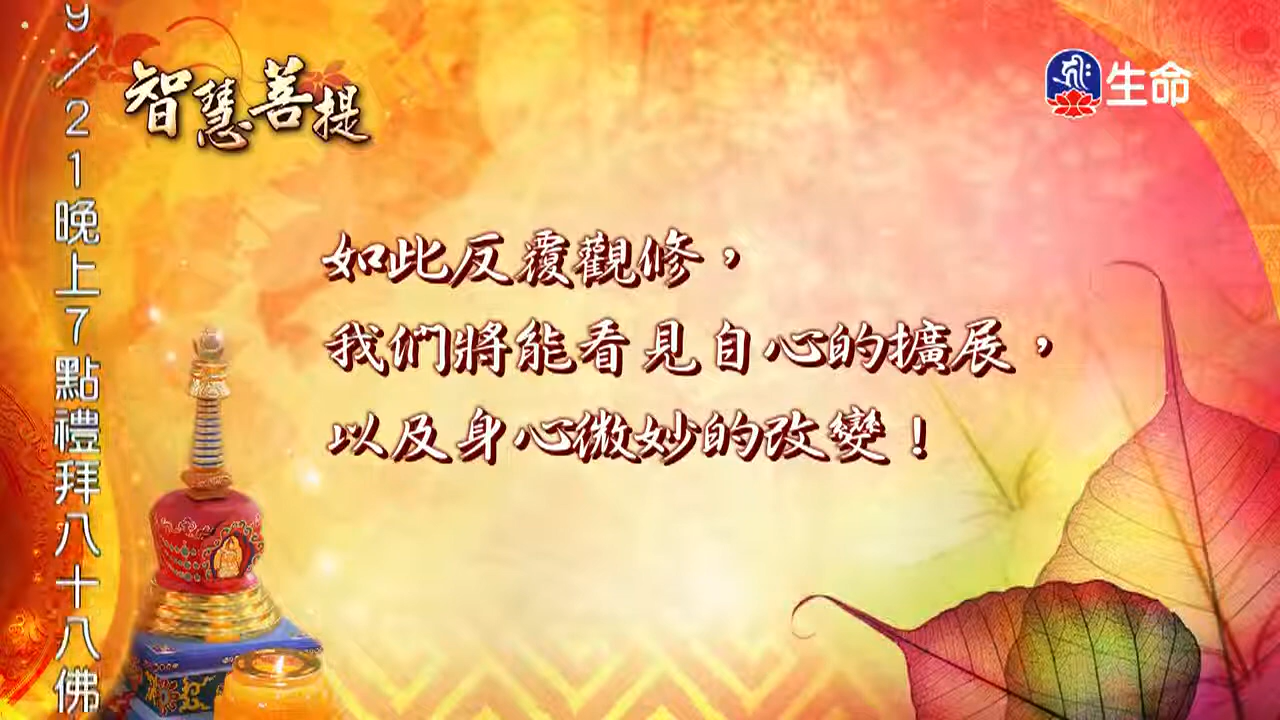 9/21晚上7點禮拜八十八佛
智慧菩提
生命
如此反覆觀修，
我們將能看見自心的擴展，
以及身心微妙的改變！